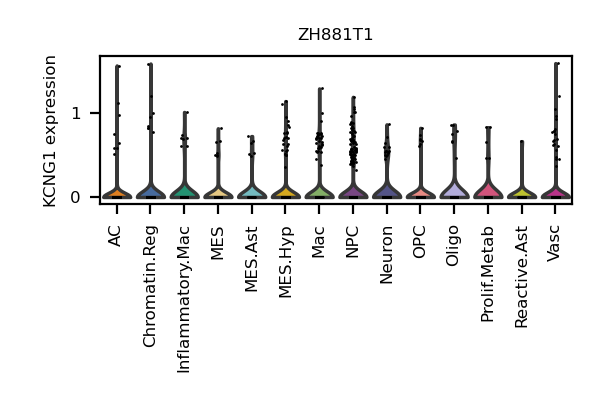 ZH881T1
KCNG1 expression
1
0
AC
Chromatin.Reg
Inflammatory.Mac
MES
MES.Ast
MES.Hyp
Mac
NPC
Neuron
OPC
Oligo
Prolif.Metab
Reactive.Ast
Vasc